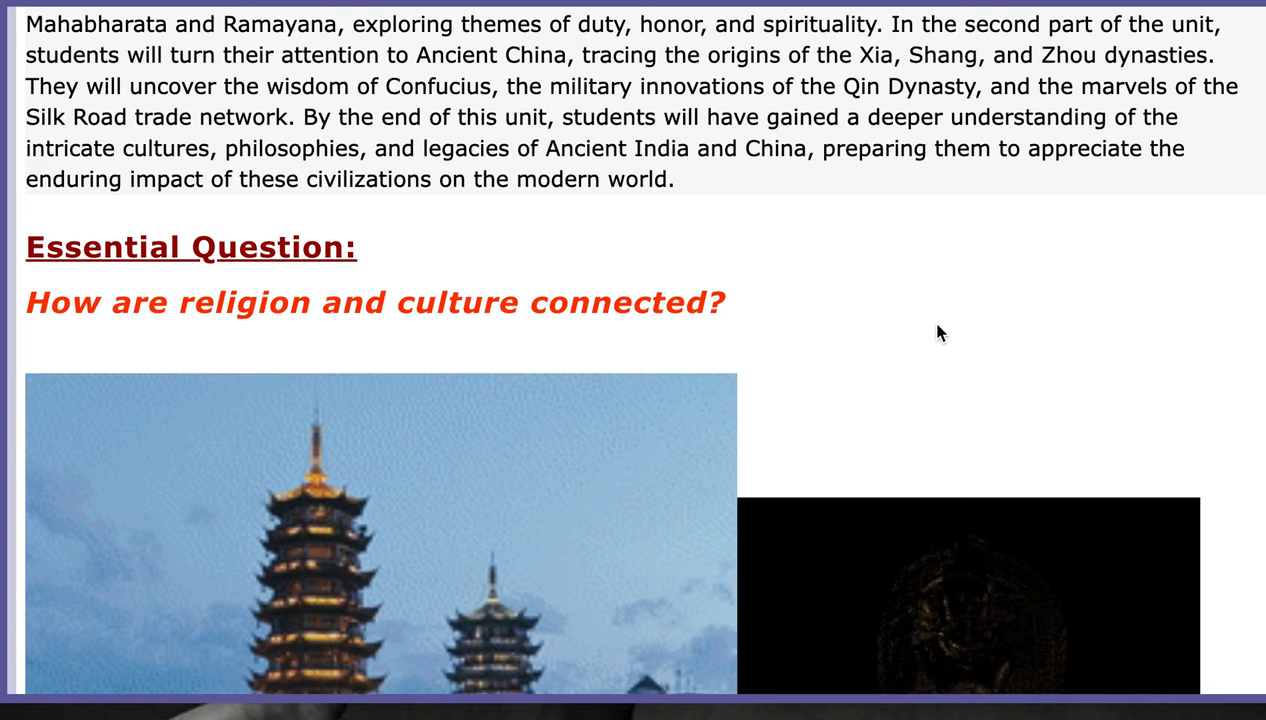 Mahabharata and Ramayana, exploring themes of duty, honor, and spirituality. In the second part of the unit,
students will turn their attention to Ancient China, tracing the origins of the Xia, Shang, and Zhou dynasties.
They will uncover the wisdom of Confucius, the military innovations of the Qin Dynasty, and the marvels of the
Silk Road trade network. By the end of this unit, students will have gained a deeper understanding of the
intricate cultures, philosophies, and legacies of Ancient India and China, preparing them to appreciate the
enduring impact of these civilizations on the modern world.
Essential Question:
How are religion and culture connected?